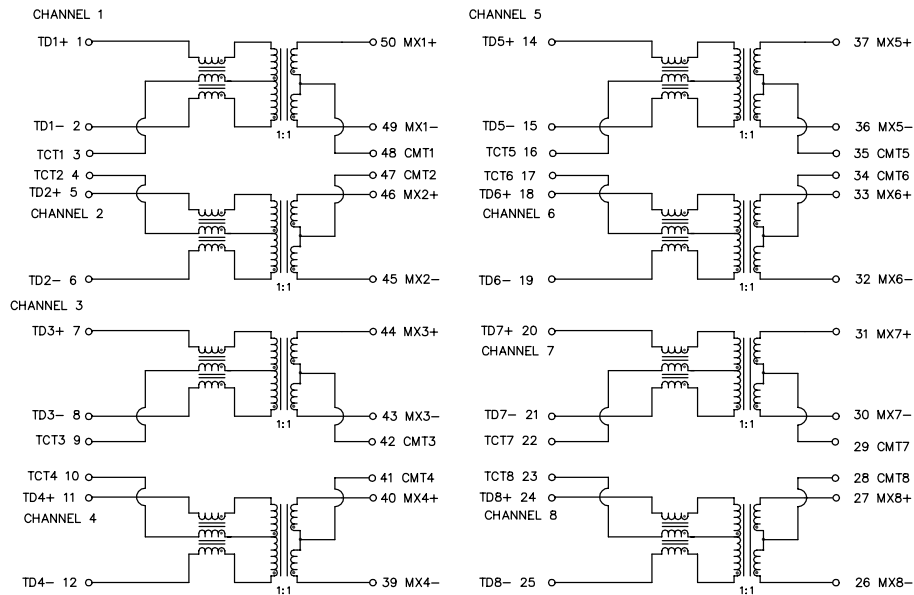 CHANNEL 1
TD1+ 1
50 MX1+
TD1− 2
1:1
49 MX1−
TCT1 3
48 CMT1
TCT2 4
47 CMT2
TD2+ 5
46 MX2+
CHANNEL 2
TD2− 6
1:1
45 MX2−
CHANNEL 3
TD3+ 7
44 MX3+
TD3− 8
1:1
43 MX3−
TCT3 9
42 CMT3
TCT4 10
41 CMT4
TD4+ 11
40 MX4+
CHANNEL 4
TD4− 12
1:1
39 MX4−
CHANNEL 5
TD5+ 14
37 MX5+
TD5− 15
1:1
36 MX5−
TCT5 16
35 CMT5
TCT6 17
34 CMT6
TD6+ 18
33 MX6+
CHANNEL 6
TD6− 19
1:1
32 MX6−
TD7+ 20
31 MX7+
CHANNEL 7
TD7− 21
1:1
30 MX7−
TCT7 22
29 CMT7
TCT8 23
28 CMT8
TD8+ 24
27 MX8+
CHANNEL 8
TD8− 25
1:1
26 MX8−